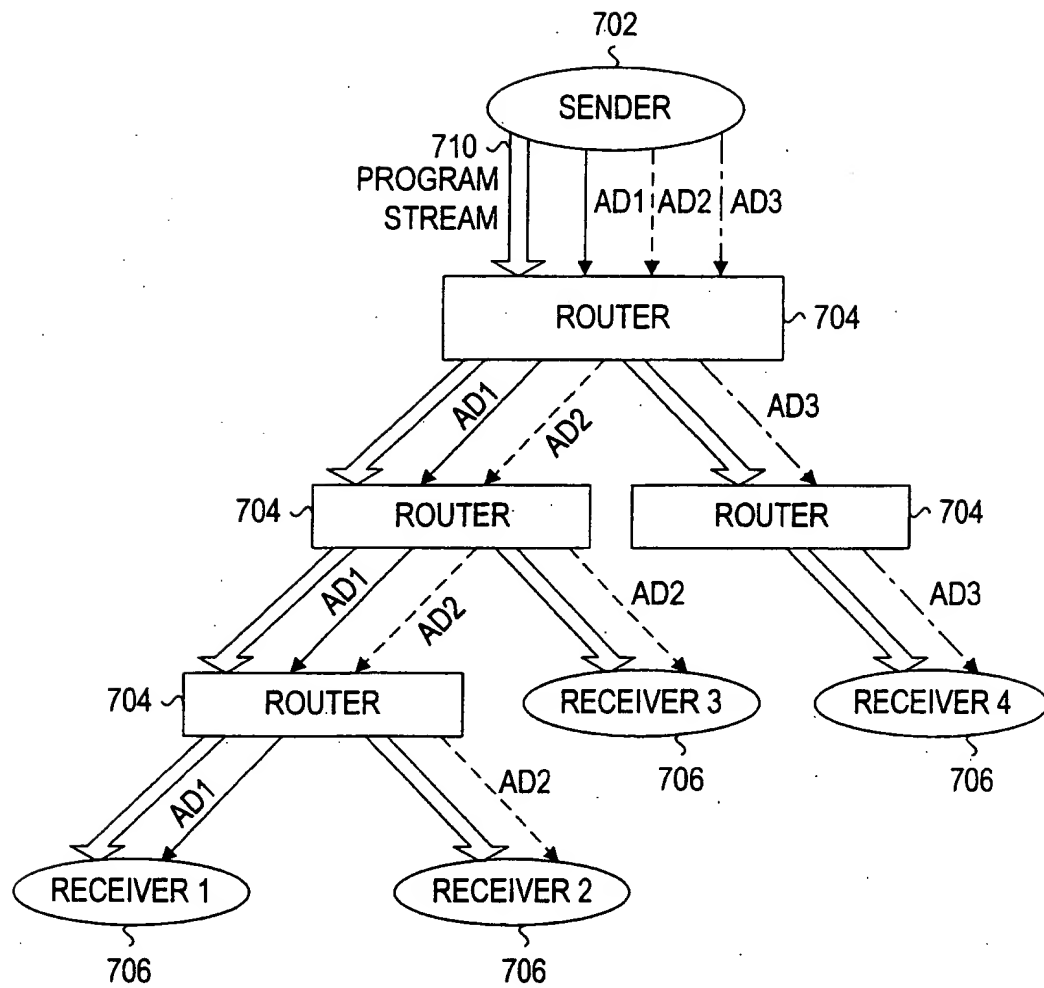 702
SENDER
710
PROGRAM
STREAM
AD1
AD2
AD3
ROUTER
704
AD1
AD2
AD3
704
ROUTER
ROUTER
704
AD1
AD2
AD2
AD3
704
ROUTER
RECEIVER 3
RECEIVER 4
706
706
AD1
AD2
RECEIVER 1
RECEIVER 2
706
706